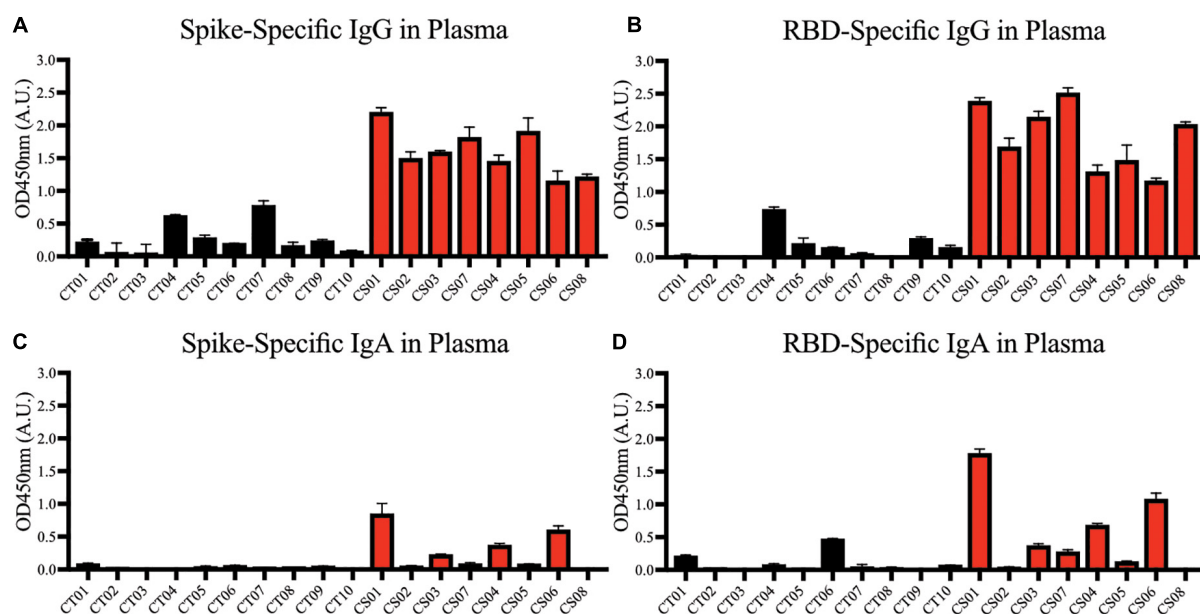 A
Spike-Specific IgG in Plasma
OD450nm (A.U.)
3.0
2.5
2.0
1.5
1.0
0.5
0.0
CT01 CT02 CT03 CT04 CT05 CT06 CT07 CT08 CT09 CT10 CS01 CS02 CS03 CS07 CS04 CS05 CS06 CS08
B
RBD-Specific IgG in Plasma
OD450nm (A.U.)
3.0
2.5
2.0
1.5
1.0
0.5
0.0
CT01 CT02 CT03 CT04 CT05 CT06 CT07 CT08 CT09 CT10 CS01 CS02 CS03 CS07 CS04 CS05 CS06 CS08
C
Spike-Specific IgA in Plasma
OD450nm (A.U.)
3.0
2.5
2.0
1.5
1.0
0.5
0.0
CT01 CT02 CT03 CT04 CT05 CT06 CT07 CT08 CT09 CT10 CS01 CS02 CS03 CS07 CS04 CS05 CS06 CS08
D
RBD-Specific IgA in Plasma
OD450nm (A.U.)
3.0
2.5
2.0
1.5
1.0
0.5
0.0
CT01 CT02 CT03 CT04 CT05 CT06 CT07 CT08 CT09 CT10 CS01 CS02 CS03 CS07 CS04 CS05 CS06